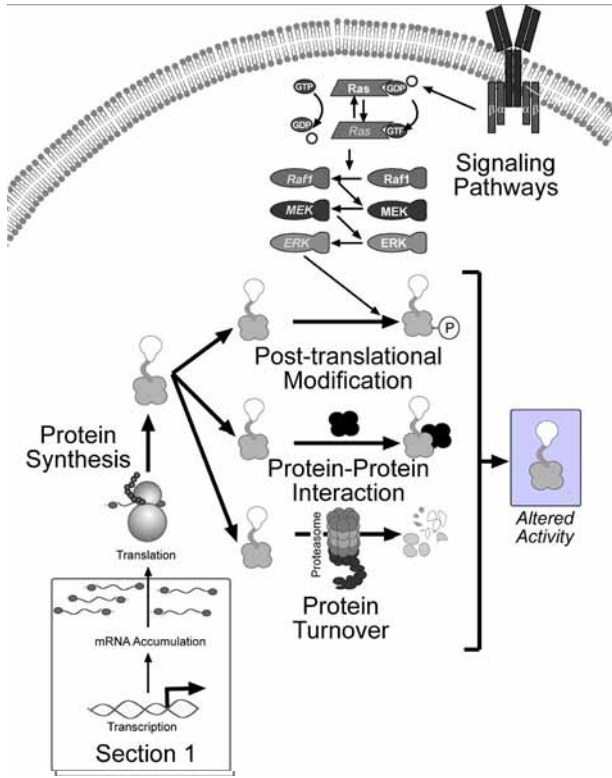 GTP
Ras
GDP
GDP
Ras
GTP
β α α β
Signaling
Pathways
Raf1
Raf1
MEK
MEK
ERK
ERK
P
Post-translational
Modification
Protein
Synthesis
Protein-Protein
Interaction
Altered
Activity
Proteasome
Translation
Protein
Turnover
mRNA Accumulation
Transcription
Section 1